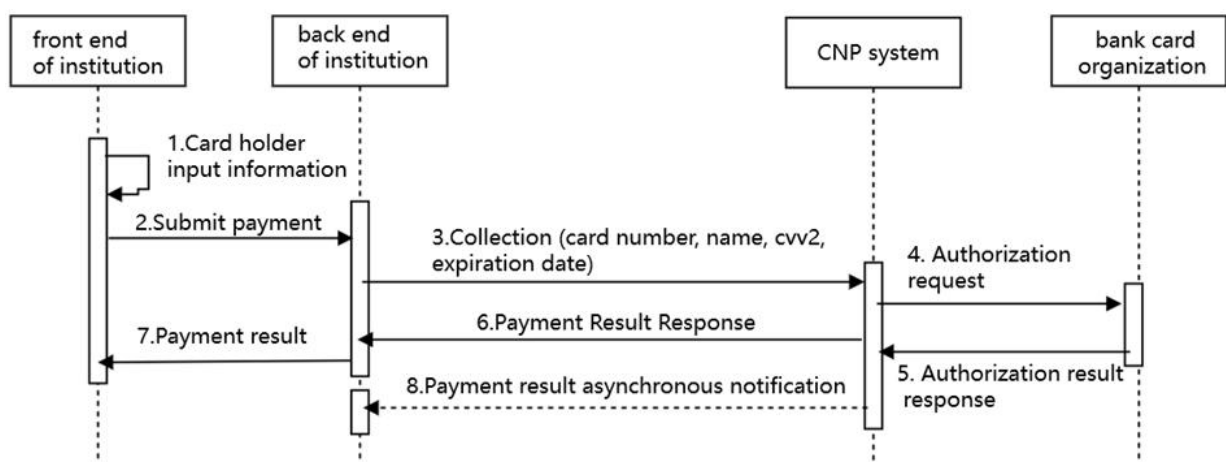 front end
of institution
back end
of institution
CNP system
bank card
organization
1.Card holder
input information
2.Submit payment
3.Collection (card number, name, cvv2,
expiration date)
4. Authorization
request
6.Payment Result Response
7.Payment result
5. Authorization result
response
8.Payment result asynchronous notification